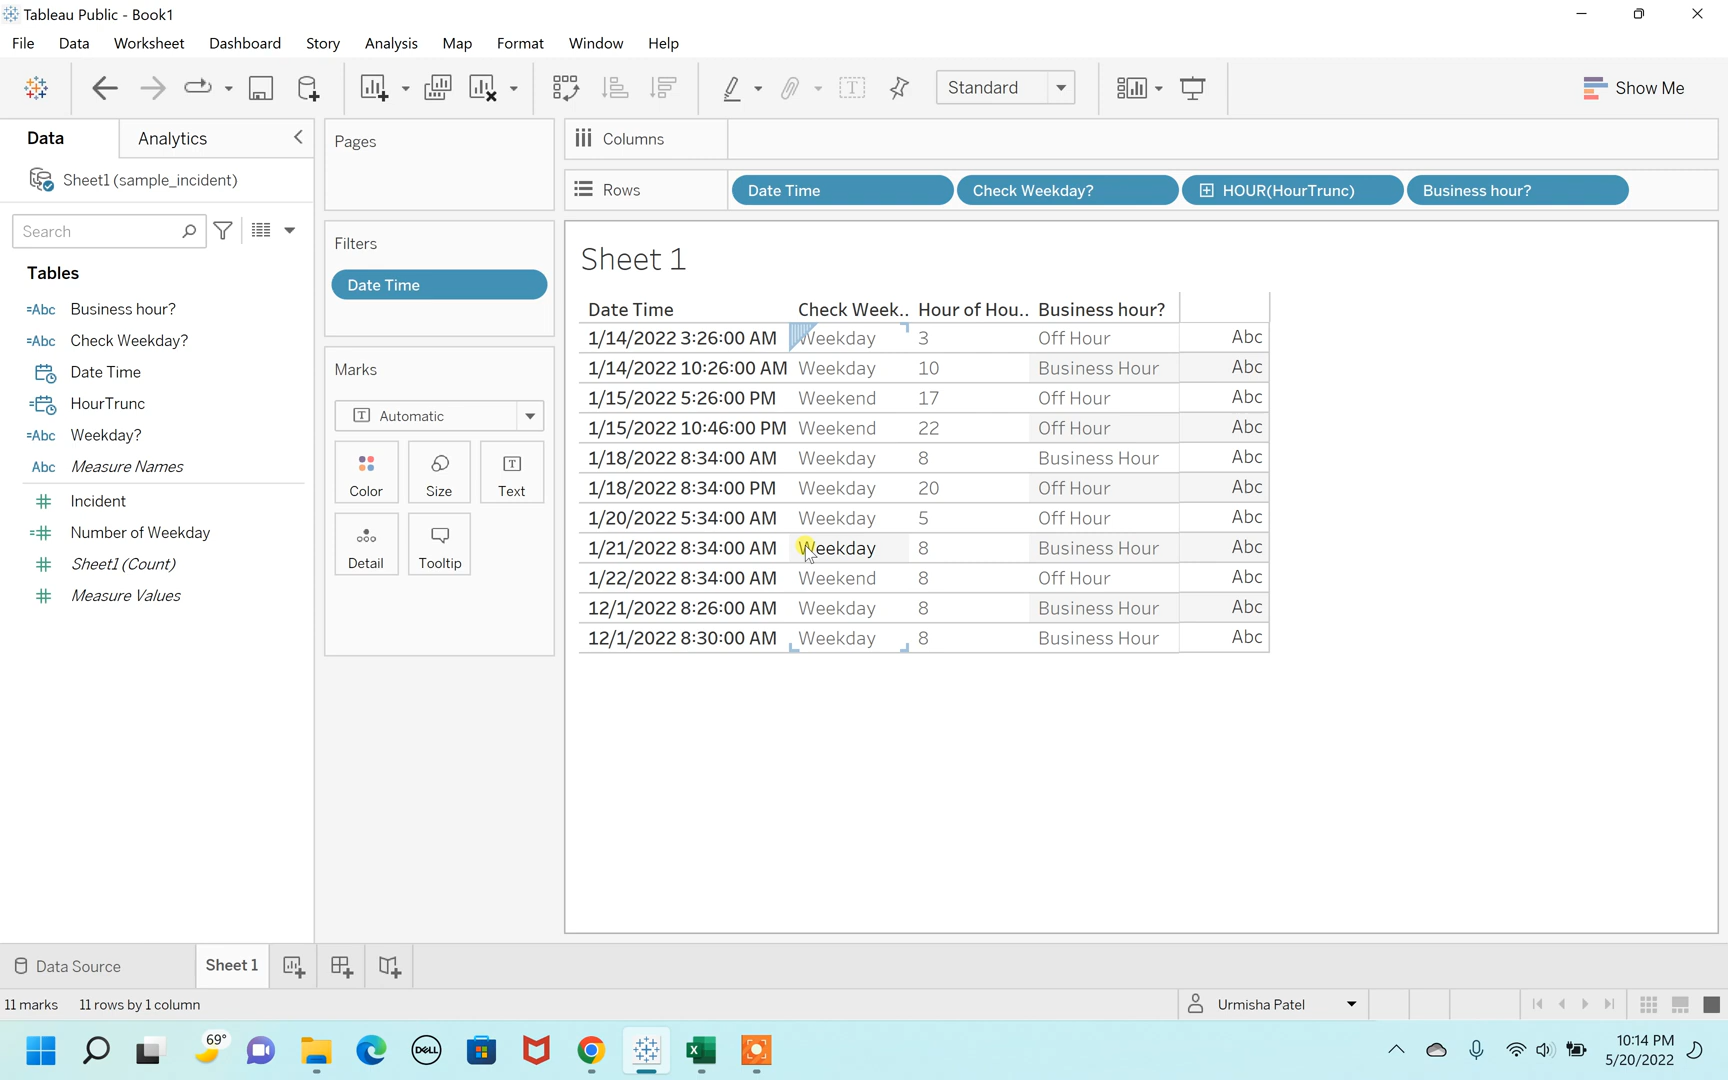 Tableau Public - Book1
File Data Worksheet Dashboard Story Analysis Map Format Window Help
Standard
Show Me
Data
Analytics
Sheet1 (sample_incident)
Search
Tables
=Abc Business hour?
=Abc Check Weekday?
Date Time
HourTrunc
=Abc Weekday?
Abc Measure Names
Incident
Number of Weekday
Sheet1 (Count)
Measure Values
Pages
Filters
Date Time
Marks
Automatic
Color
Size
Text
Detail
Tooltip
Columns
Rows
Date Time
Check Weekday?
HOUR(HourTrunc)
Business hour?
Sheet 1
Date Time Check Week.. Hour of Hou.. Business hour?
1/14/2022 3:26:00 AM Weekday 3 Off Hour Abc
1/14/2022 10:26:00 AM Weekday 10 Business Hour Abc
1/15/2022 5:26:00 PM Weekend 17 Off Hour Abc
1/15/2022 10:46:00 PM Weekend 22 Off Hour Abc
1/18/2022 8:34:00 AM Weekday 8 Business Hour Abc
1/18/2022 8:34:00 PM Weekday 20 Off Hour Abc
1/20/2022 5:34:00 AM Weekday 5 Off Hour Abc
1/21/2022 8:34:00 AM Weekday 8 Business Hour Abc
1/22/2022 8:34:00 AM Weekend 8 Off Hour Abc
12/1/2022 8:26:00 AM Weekday 8 Business Hour Abc
12/1/2022 8:30:00 AM Weekday 8 Business Hour Abc
Data Source
Sheet 1
11 marks 11 rows by 1 column
Urmisha Patel
69°
DELL
10:14 PM
5/20/2022